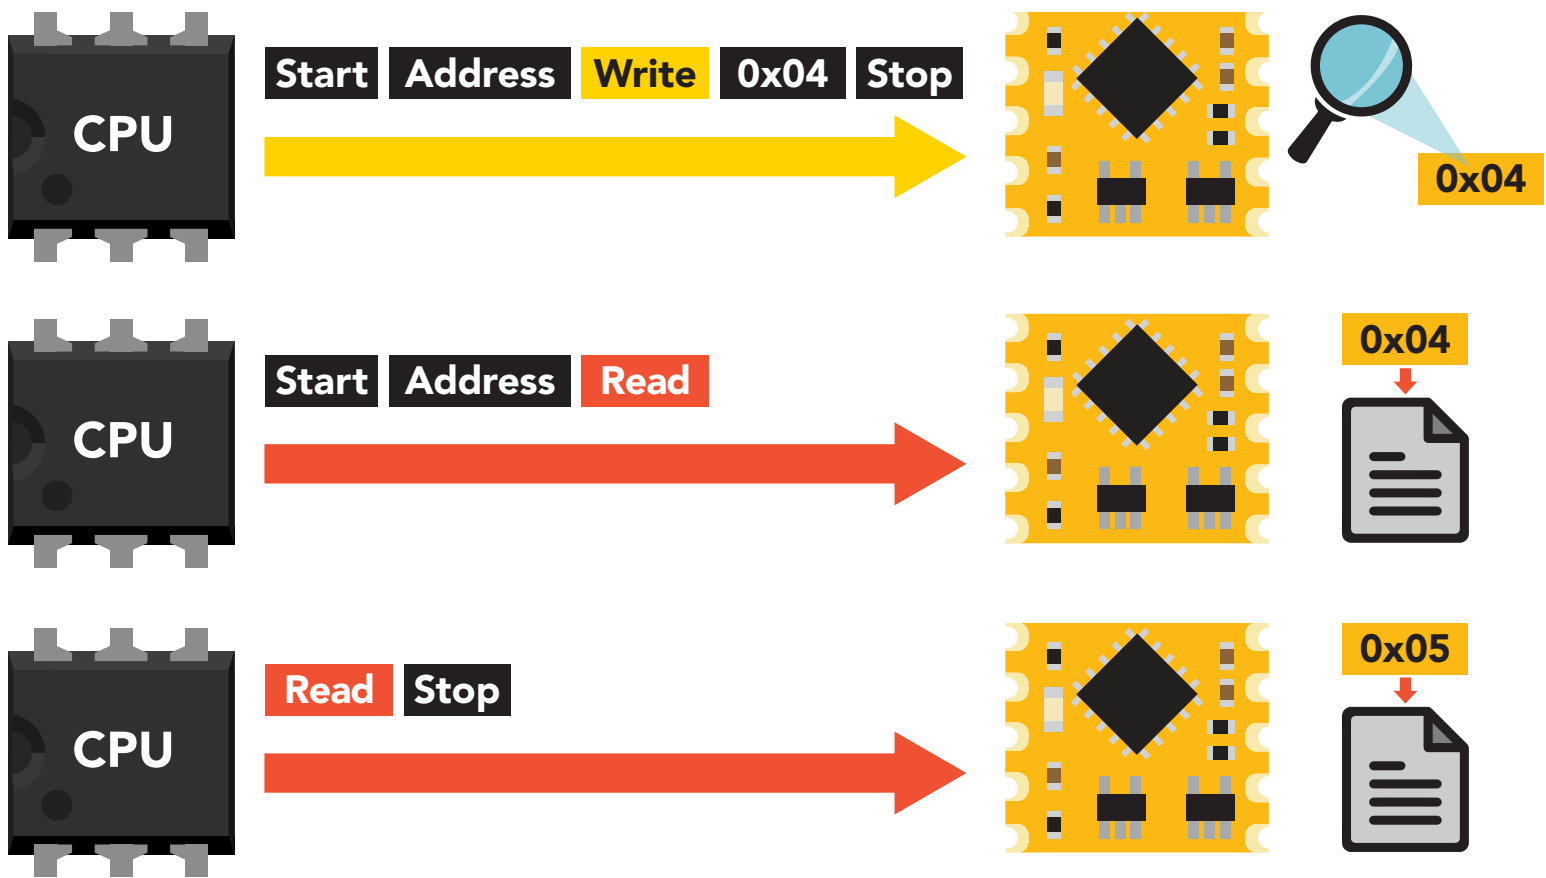 CPU
Start Address Write 0x04 Stop
0x04
CPU
Start Address Read
0x04
CPU
Read Stop
0x05